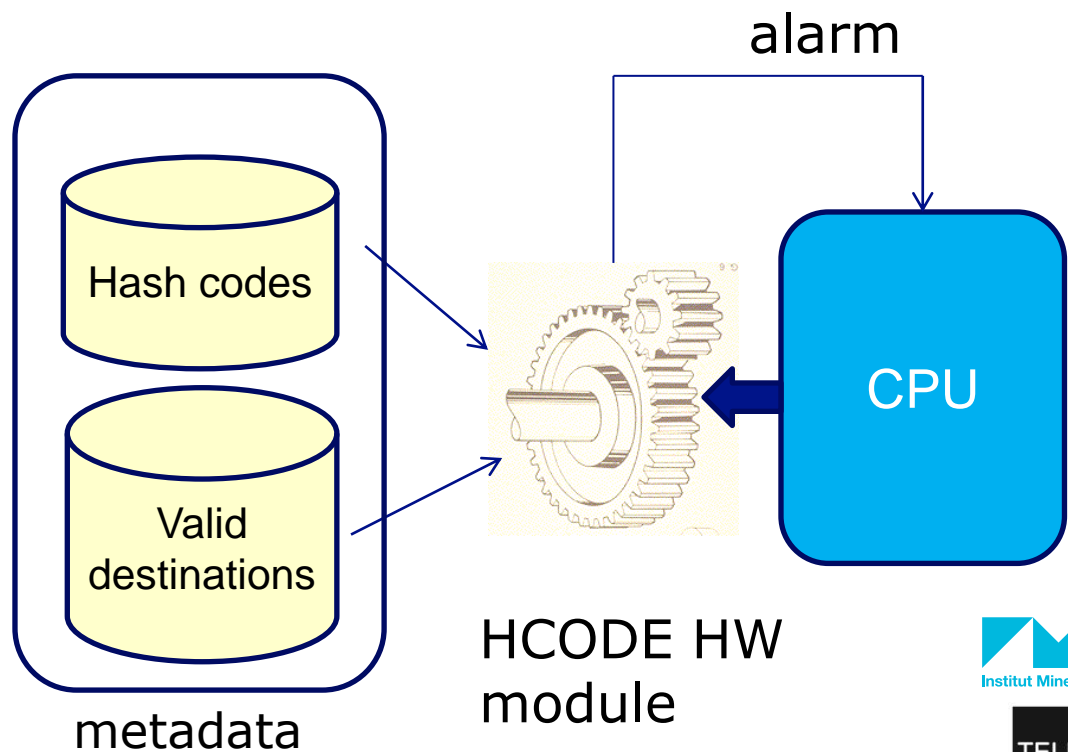 alarm
Hash codes
CPU
Valid
destinations
HCODE HW
module
metadata
Institut Mine